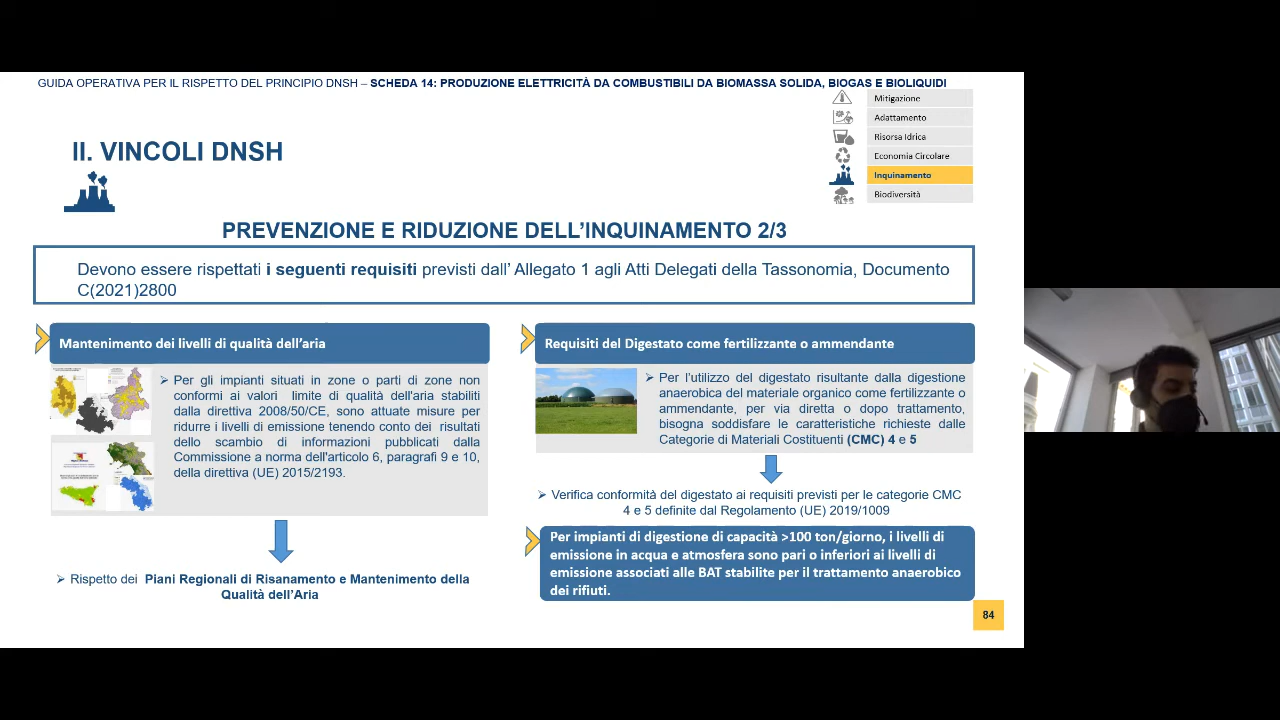 GUIDA OPERATIVA PER IL RISPETTO DEL PRINCIPIO DNSH – SCHEDA 14: PRODUZIONE ELETTRICITÀ DA COMBUSTIBILI DA BIOMASSA SOLIDA, BIOGAS E BIOLIQUIDI
Mitigazione
Adattamento
Risorsa Idrica
Economia Circolare
Inquinamento
Biodiversità
II. VINCOLI DNSH
PREVENZIONE E RIDUZIONE DELL'INQUINAMENTO 2/3
Devono essere rispettati i seguenti requisiti previsti dall' Allegato 1 agli Atti Delegati della Tassonomia, Documento
C(2021)2800
Mantenimento dei livelli di qualità dell'aria
➢ Per gli impianti situati in zone o parti di zone non
conformi ai valori limite di qualità dell'aria stabiliti
dalla direttiva 2008/50/CE, sono attuate misure per
ridurre i livelli di emissione tenendo conto dei risultati
dello scambio di informazioni pubblicati dalla
Commissione a norma dell'articolo 6, paragrafi 9 e 10,
della direttiva (UE) 2015/2193.
➢ Rispetto dei Piani Regionali di Risanamento e Mantenimento della
Qualità dell'Aria
Requisiti del Digestato come fertilizzante o ammendante
➢ Per l'utilizzo del digestato risultante dalla digestione
anaerobica del materiale organico come fertilizzante o
ammendante, per via diretta o dopo trattamento,
bisogna soddisfare le caratteristiche richieste dalle
Categorie di Materiali Costituenti (CMC) 4 e 5
➢ Verifica conformità del digestato ai requisiti previsti per le categorie CMC
4 e 5 definite dal Regolamento (UE) 2019/1009
Per impianti di digestione di capacità >100 ton/giorno, i livelli di
emissione in acqua e atmosfera sono pari o inferiori ai livelli di
emissione associati alle BAT stabilite per il trattamento anaerobico
dei rifiuti.
84